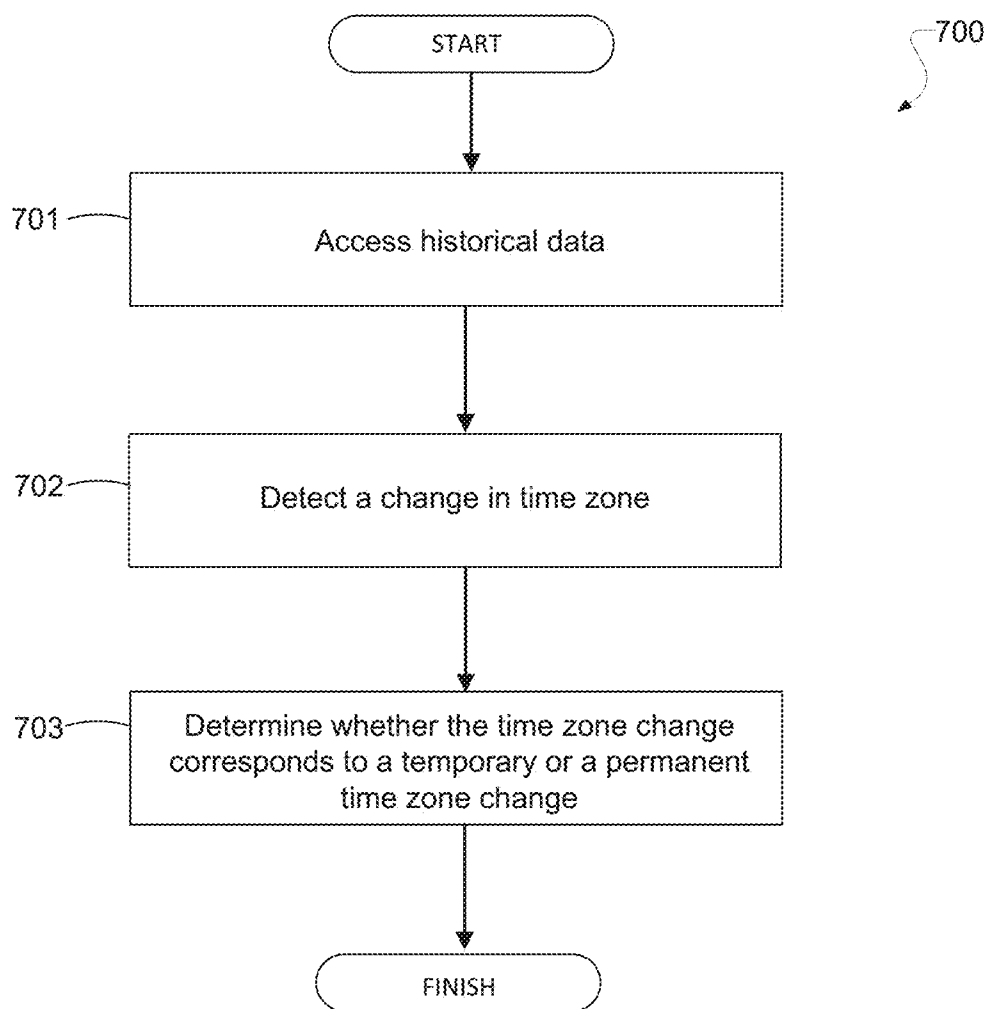 START
700
701
Access historical data
702
Detect a change in time zone
703
Determine whether the time zone change
corresponds to a temporary or a permanent
time zone change
FINISH